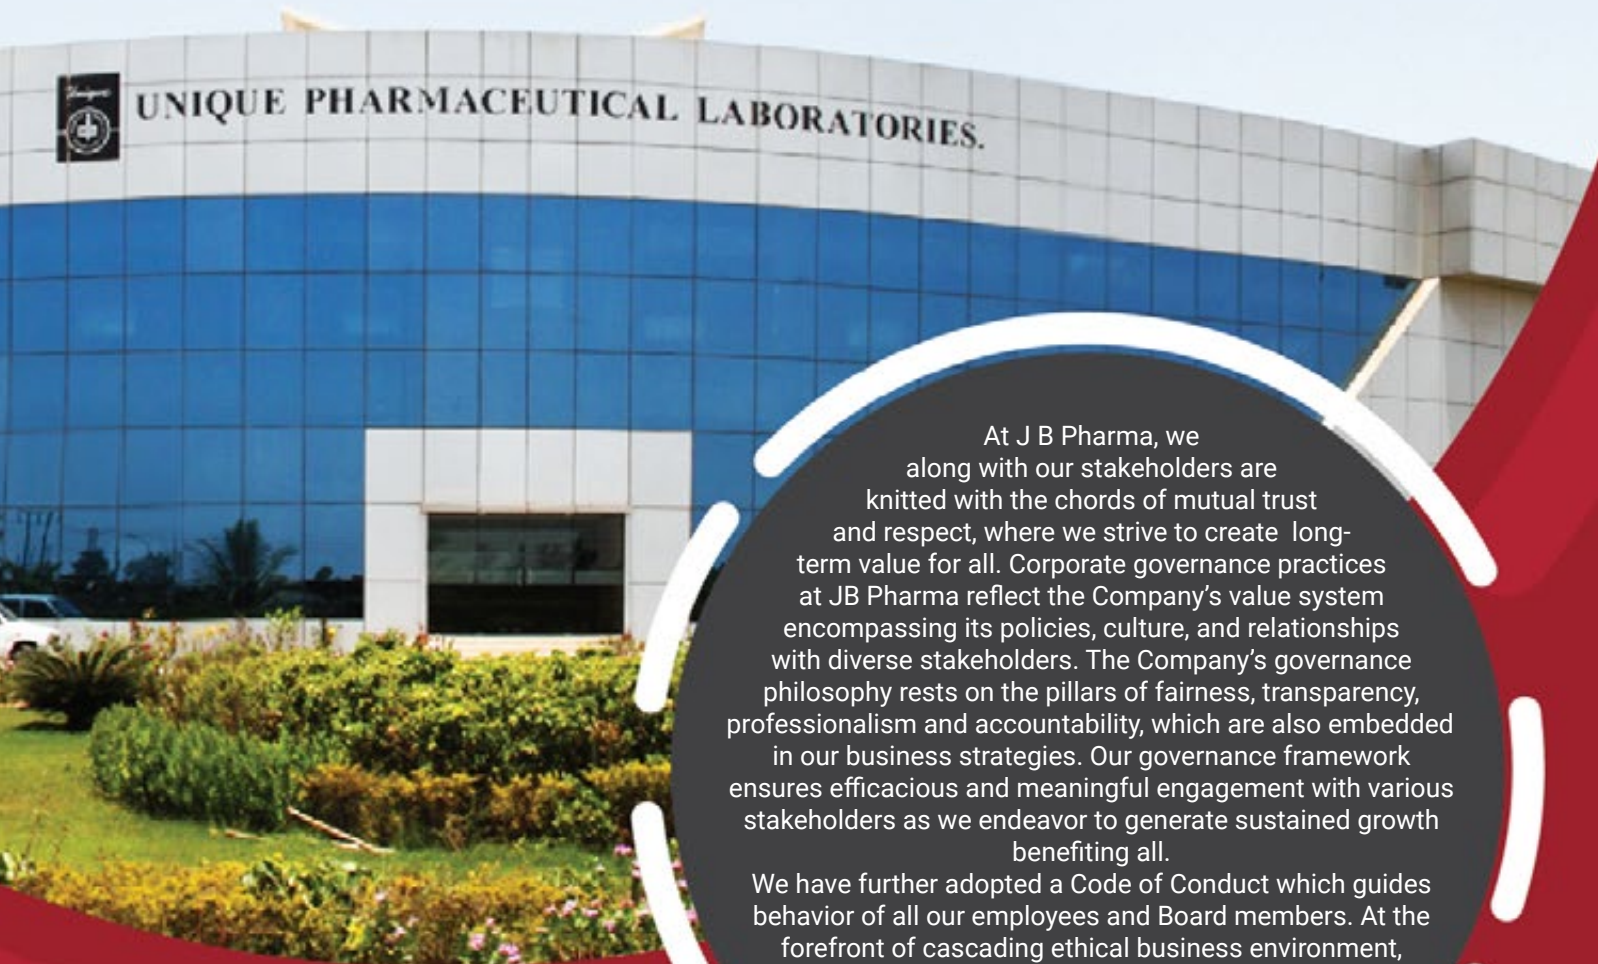 Unique
UNIQUE PHARMACEUTICAL LABORATORIES.
At J B Pharma, we
along with our stakeholders are
knitted with the chords of mutual trust
and respect, where we strive to create long-
term value for all. Corporate governance practices
at JB Pharma reflect the Company’s value system
encompassing its policies, culture, and relationships
with diverse stakeholders. The Company’s governance
philosophy rests on the pillars of fairness, transparency,
professionalism and accountability, which are also embedded
in our business strategies. Our governance framework
ensures efficacious and meaningful engagement with various
stakeholders as we endeavor to generate sustained growth
benefiting all.
We have further adopted a Code of Conduct which guides
behavior of all our employees and Board members. At the
forefront of cascading ethical business environment,